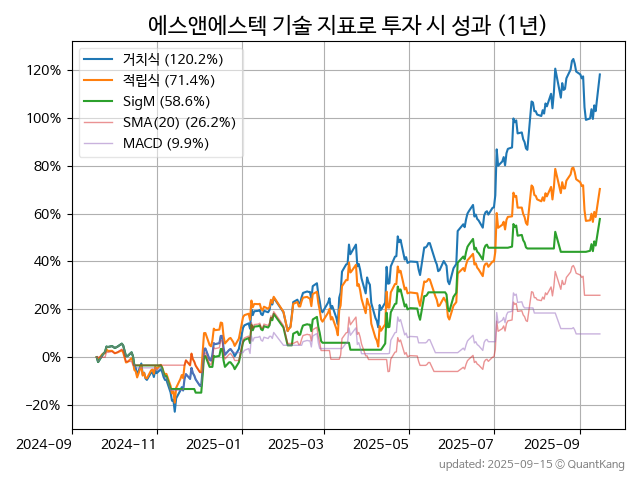 에스앤에스텍 기술 지표로 투자 시 성과 (1년)
거치식 (120.2%)
적립식 (71.4%)
SigM (58.6%)
SMA(20) (26.2%)
MACD (9.9%)
120%
100%
80%
60%
40%
20%
0%
−20%
2024-09
2024-11
2025-01
2025-03
2025-05
2025-07
2025-09
updated: 2025-09-15 © QuantKang